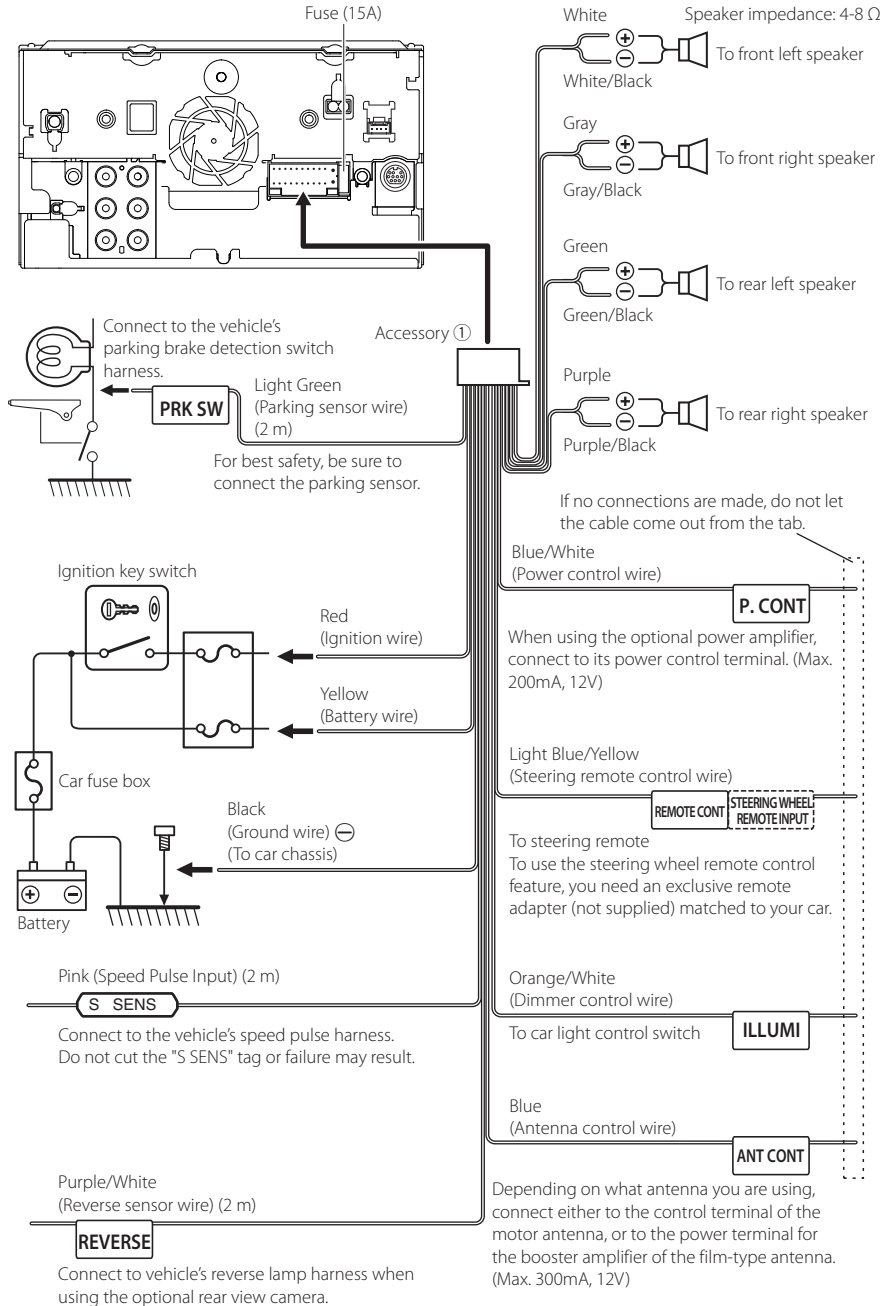 Fuse (15A)
White
Speaker impedance: 4-8 Ω
⊕
⊖
To front left speaker
White/Black
Gray
⊕
⊖
To front right speaker
Gray/Black
Green
⊕
⊖
To rear left speaker
Green/Black
Purple
⊕
⊖
To rear right speaker
Purple/Black
Connect to the vehicle's
parking brake detection switch
harness.
Accessory ①
PRK SW
Light Green
(Parking sensor wire)
(2 m)
For best safety, be sure to
connect the parking sensor.
If no connections are made, do not let
the cable come out from the tab.
Blue/White
(Power control wire)
P. CONT
When using the optional power amplifier,
connect to its power control terminal. (Max.
200mA, 12V)
Ignition key switch
Red
(Ignition wire)
Yellow
(Battery wire)
Car fuse box
Black
(Ground wire) ⊖
(To car chassis)
⊕ ⊖
Battery
Light Blue/Yellow
(Steering remote control wire)
REMOTE CONT
STEERING WHEEL
REMOTE INPUT
To steering remote
To use the steering wheel remote control
feature, you need an exclusive remote
adapter (not supplied) matched to your car.
Pink (Speed Pulse Input) (2 m)
S SENS
Connect to the vehicle's speed pulse harness.
Do not cut the "S SENS" tag or failure may result.
Orange/White
(Dimmer control wire)
To car light control switch
ILLUMI
Blue
(Antenna control wire)
ANT CONT
Depending on what antenna you are using,
connect either to the control terminal of the
motor antenna, or to the power terminal for
the booster amplifier of the film-type antenna.
(Max. 300mA, 12V)
Purple/White
(Reverse sensor wire) (2 m)
REVERSE
Connect to vehicle's reverse lamp harness when
using the optional rear view camera.